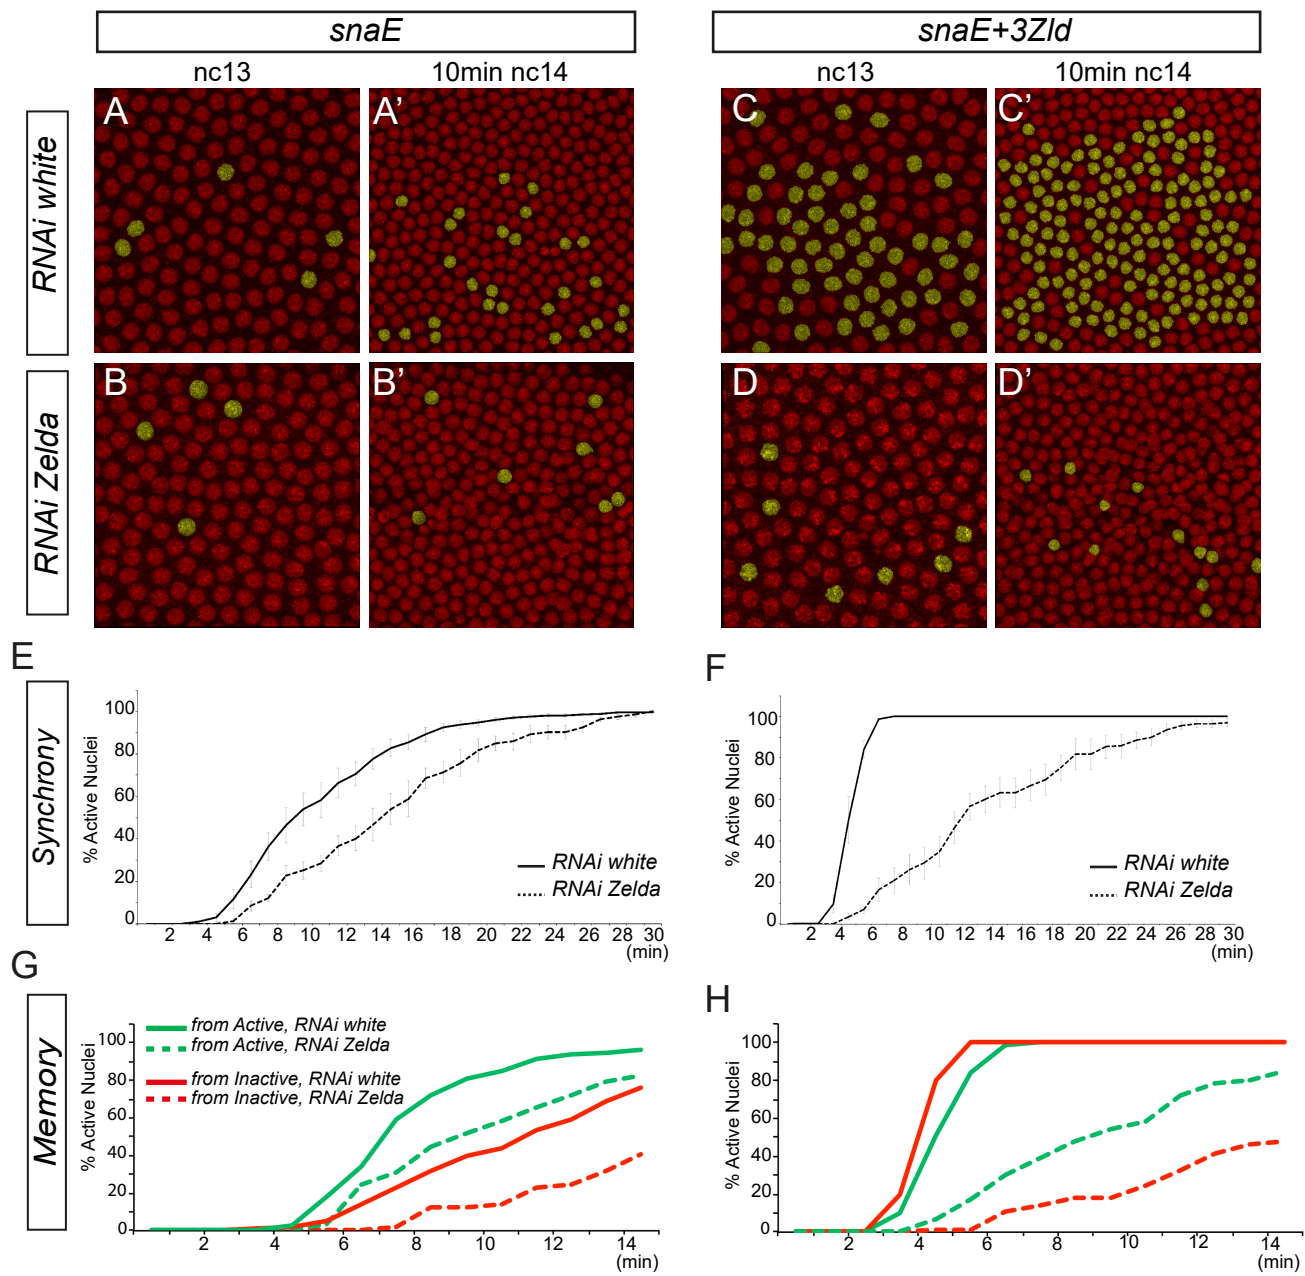 snaE
snaE+3Zld
nc13
10min nc14
nc13
10min nc14
RNAi white
A
A'
C
C'
RNAi Zelda
B
B'
D
D'
E
Synchrony
% Active Nuclei
100
80
60
40
20
0
RNAi white
RNAi Zelda
2 4 6 8 10 12 14 16 18 20 22 24 26 28 30
(min)
F
% Active Nuclei
100
80
60
40
20
0
RNAi white
RNAi Zelda
2 4 6 8 10 12 14 16 18 20 22 24 26 28 30
(min)
G
Memory
% Active Nuclei
100
80
60
40
20
0
from Active, RNAi white
from Active, RNAi Zelda
from Inactive, RNAi white
from Inactive, RNAi Zelda
2 4 6 8 10 12 14
(min)
H
% Active Nuclei
100
80
60
40
20
0
2 4 6 8 10 12 14
(min)